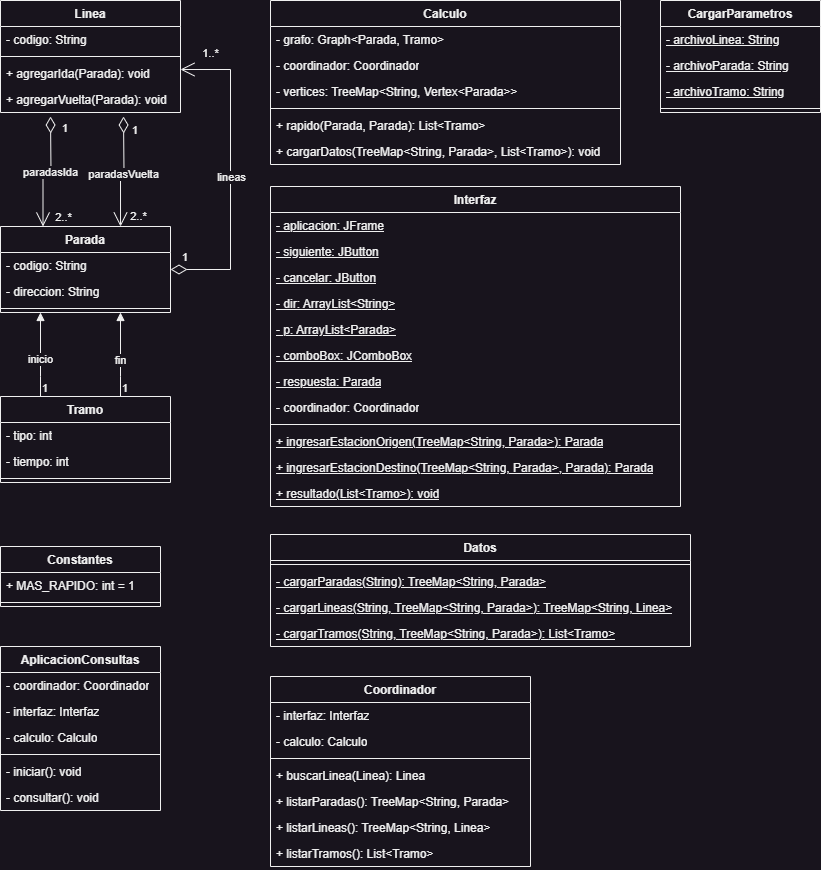 Linea
- codigo: String
+ agregarIda(Parada): void
+ agregarVuelta(Parada): void
1
1
paradasIda
paradasVuelta
2..*
2..*
1..*
lineas
1
Parada
- codigo: String
- direccion: String
inicio
fin
1
1
Tramo
- tipo: int
- tiempo: int
Constantes
+ MAS_RAPIDO: int = 1
AplicacionConsultas
- coordinador: Coordinador
- interfaz: Interfaz
- calculo: Calculo
- iniciar(): void
- consultar(): void
Calculo
- grafo: Graph<Parada, Tramo>
- coordinador: Coordinador
- vertices: TreeMap<String, Vertex<Parada>>
+ rapido(Parada, Parada): List<Tramo>
+ cargarDatos(TreeMap<String, Parada>, List<Tramo>): void
CargarParametros
- archivoLinea: String
- archivoParada: String
- archivoTramo: String
Interfaz
- aplicacion: JFrame
- siguiente: JButton
- cancelar: JButton
- dir: ArrayList<String>
- p: ArrayList<Parada>
- comboBox: JComboBox
- respuesta: Parada
- coordinador: Coordinador
+ ingresarEstacionOrigen(TreeMap<String, Parada>): Parada
+ ingresarEstacionDestino(TreeMap<String, Parada>, Parada): Parada
+ resultado(List<Tramo>): void
Datos
- cargarParadas(String): TreeMap<String, Parada>
- cargarLineas(String, TreeMap<String, Parada>): TreeMap<String, Linea>
- cargarTramos(String, TreeMap<String, Parada>): List<Tramo>
Coordinador
- interfaz: Interfaz
- calculo: Calculo
+ buscarLinea(Linea): Linea
+ listarParadas(): TreeMap<String, Parada>
+ listarLineas(): TreeMap<String, Linea>
+ listarTramos(): List<Tramo>